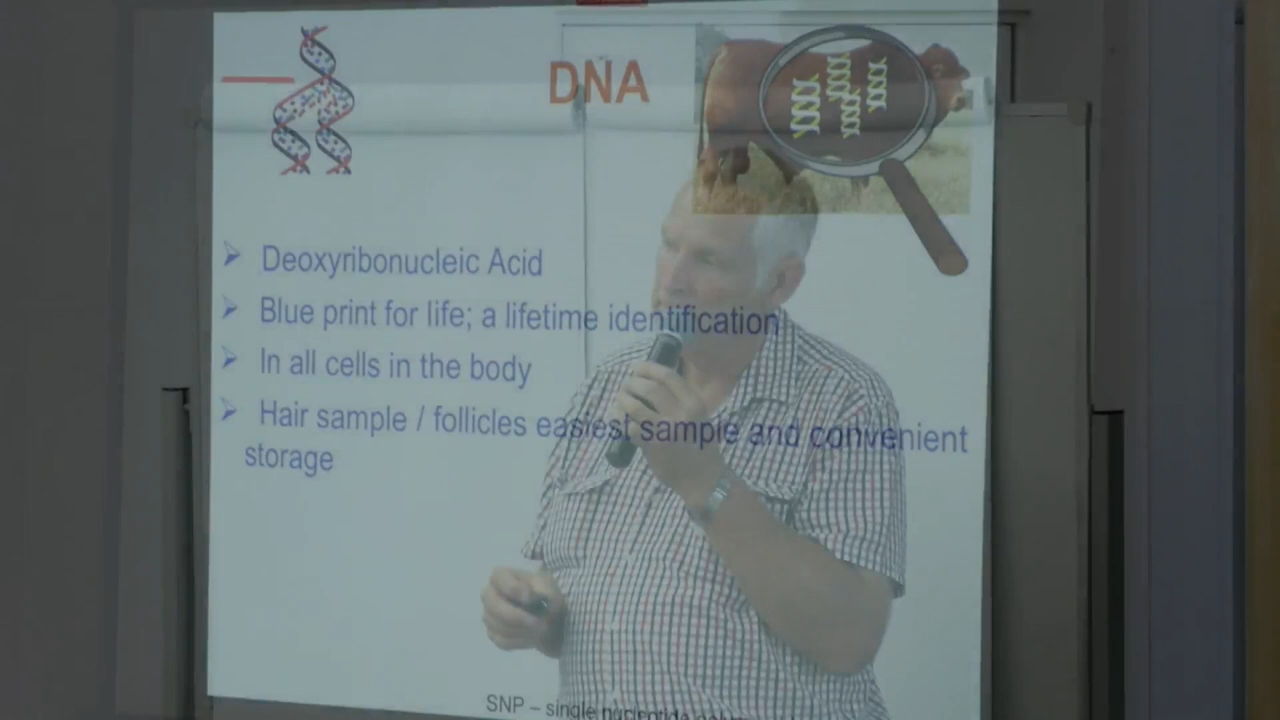 DNA
Deoxyribonucleic Acid
Blue print for life; a lifetime identification
In all cells in the body
Hair sample / follicles easiest sample and convenient
storage
SNP – single nucleotide